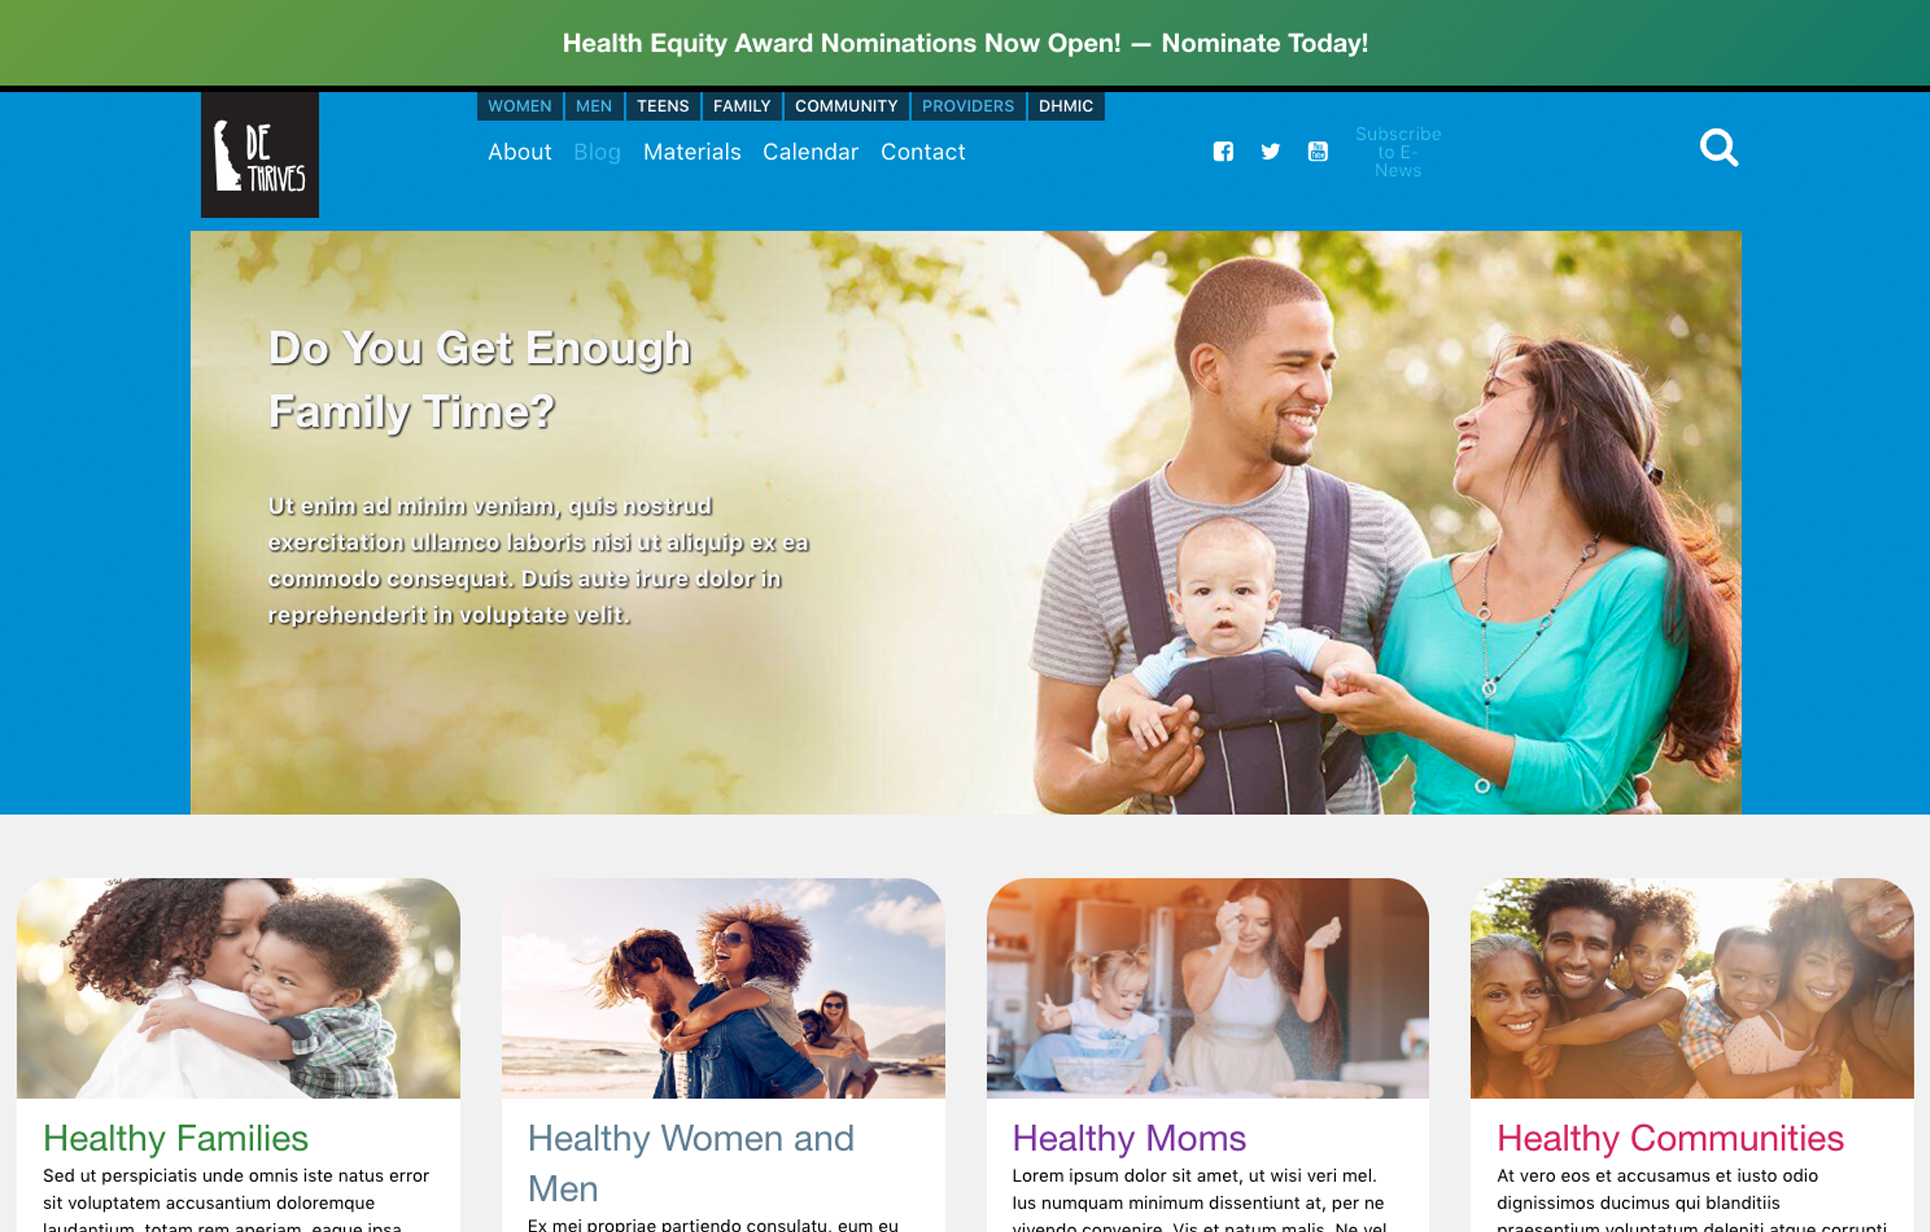 Health Equity Award Nominations Now Open! — Nominate Today!
WOMEN MEN TEENS FAMILY COMMUNITY PROVIDERS DHMIC
DE
THRIVES
About Blog Materials Calendar Contact
You
Tube
Subscribe
to E-
News
Do You Get Enough
Family Time?
Ut enim ad minim veniam, quis nostrud
exercitation ullamco laboris nisi ut aliquip ex ea
commodo consequat. Duis aute irure dolor in
reprehenderit in voluptate velit.
Healthy Families
Sed ut perspiciatis unde omnis iste natus error
sit voluptatem accusantium doloremque
laudantium, totam rem aperiam, eaque ipsa
Healthy Women and
Men
Ex mei propriae partiendo consulatu, eum eu
Healthy Moms
Lorem ipsum dolor sit amet, ut wisi veri mel.
Ius numquam minimum dissentiunt at, per ne
vivendo convenire. Vis et natum malis. Ne vel
Healthy Communities
At vero eos et accusamus et iusto odio
dignissimos ducimus qui blanditiis
praesentium voluptatum deleniti atque corrupti